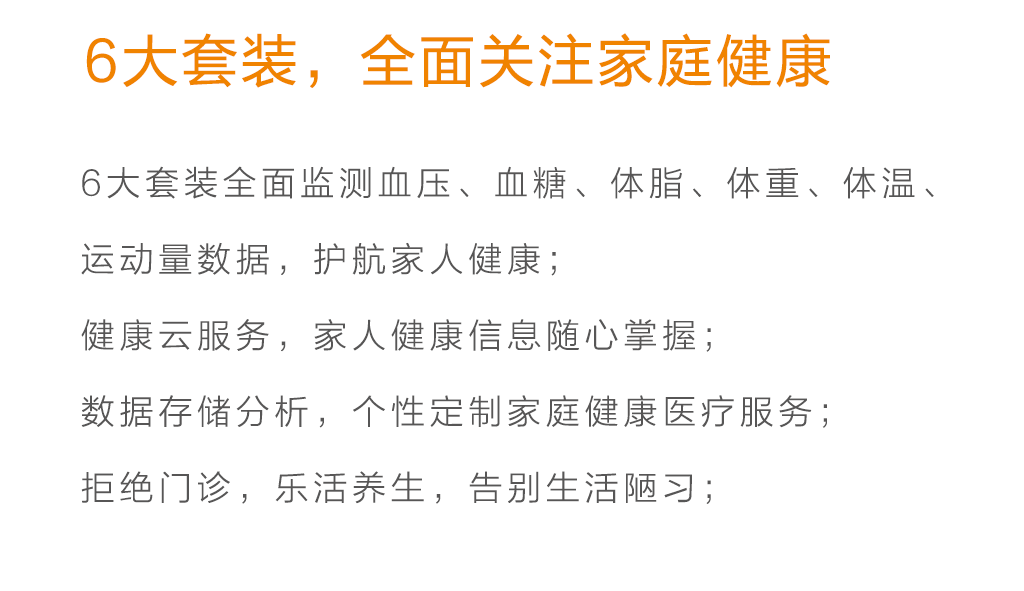 6大套装，全面关注家庭健康
6大套装全面监测血压、血糖、体脂、体重、体温、
运动量数据，护航家人健康；
健康云服务，家人健康信息随心掌握；
数据存储分析，个性定制家庭健康医疗服务；
拒绝门诊，乐活养生，告别生活陋习；